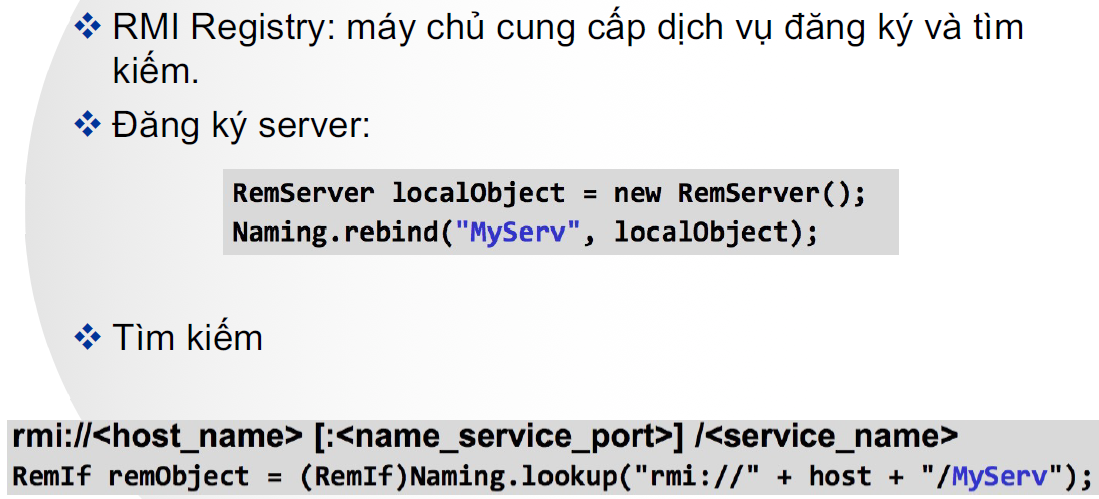 ❖ RMI Registry: máy chủ cung cấp dịch vụ đăng ký và tìm
kiếm.
❖ Đăng ký server:
RemServer localObject = new RemServer();
Naming.rebind("MyServ", localObject);
❖ Tìm kiếm
rmi://<host_name> [:<name_service_port>] /<service_name>
RemIf remObject = (RemIf)Naming.lookup("rmi://" + host + "/MyServ");